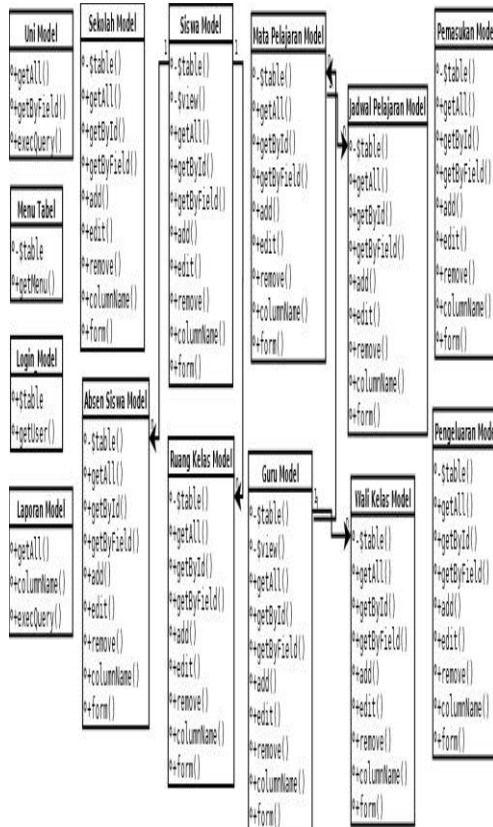 Uni Model
+getAll()
+getByField()
+execQuery()
Menu Tabel
-$table
+getMenu()
Login_Model
+$table
+getUser()
Laporan Model
+getAll()
+columnName()
+execQuery()
Sekolah Model
-$table()
+getAll()
+getById()
+getByField()
+add()
+edit()
+remove()
+columnName()
+form()
Absen Siswa Model
-$table()
+getAll()
+getById()
+getByField()
+add()
+edit()
+remove()
+columnName()
+form()
Siswa Model
-$table()
-$view()
+getAll()
+getById()
+getByField()
+add()
+edit()
+remove()
+columnName()
+form()
1
1
Ruang Kelas Model
-$table()
+getAll()
+getById()
+getByField()
+add()
+edit()
+remove()
+columnName()
+form()
Mata Pelajaran Model
-$table()
+getAll()
+getById()
+getByField()
+add()
+edit()
+remove()
+columnName()
+form()
Guru Model
-$table()
-$view()
+getAll()
+getById()
+getByField()
+add()
+edit()
+remove()
+columnName()
+form()
Jadwal Pelajaran Model
-$table()
+getAll()
+getById()
+getByField()
+add()
+edit()
+remove()
+columnName()
+form()
Wali Kelas Model
-$table()
+getAll()
+getById()
+getByField()
+add()
+edit()
+remove()
+columnName()
+form()
Pemasukan Mode
-$table()
+getAll()
+getById()
+getByField()
+add()
+edit()
+remove()
+columnName()
+form()
Pengeluaran Mode
-$table()
+getAll()
+getById()
+getByField()
+add()
+edit()
+remove()
+columnName()
+form()